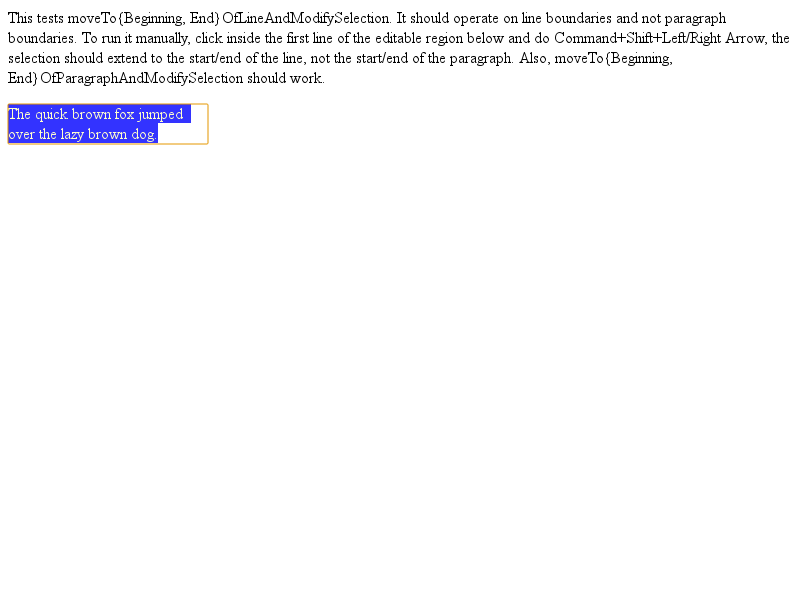 This tests moveTo{Beginning, End}OfLineAndModifySelection. It should operate on line boundaries and not paragraph
boundaries. To run it manually, click inside the first line of the editable region below and do Command+Shift+Left/Right Arrow, the
selection should extend to the start/end of the line, not the start/end of the paragraph. Also, moveTo{Beginning,
End}OfParagraphAndModifySelection should work.
The quick brown fox jumped
over the lazy brown dog.